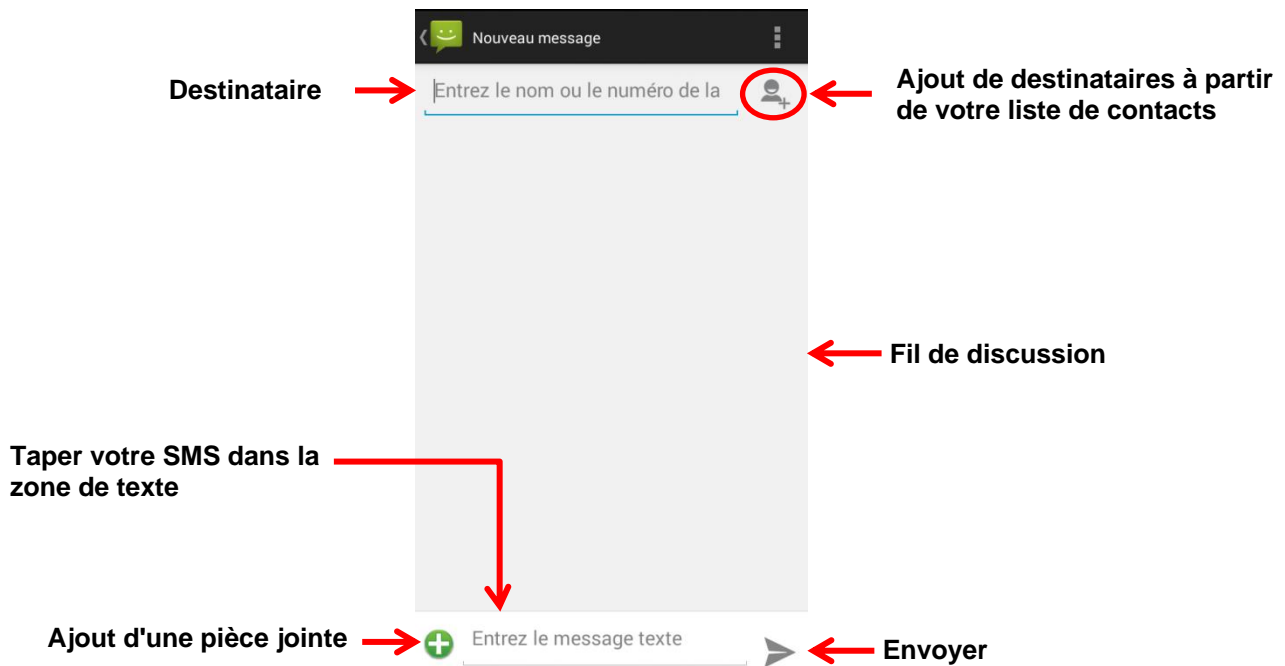 Nouveau message
Destinataire
Entrez le nom ou le numéro de la
Ajout de destinataires à partir
de votre liste de contacts
Fil de discussion
Taper votre SMS dans la
zone de texte
Ajout d'une pièce jointe
Entrez le message texte
Envoyer